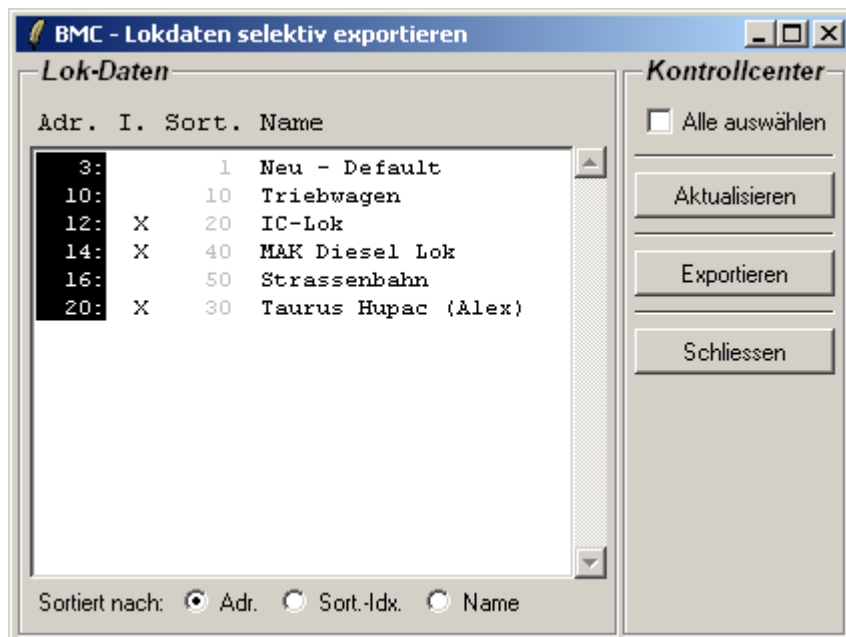 BMC - Lokdaten selektiv exportieren
Lok-Daten
Adr. I. Sort. Name
3: 1 Neu - Default
10: 10 Triebwagen
12: X 20 IC-Lok
14: X 40 MAK Diesel Lok
16: 50 Strassenbahn
20: X 30 Taurus Hupac (Alex)
Sortiert nach: Adr. Sort.-Idx. Name
Kontrollcenter
Alle auswählen
Aktualisieren
Exportieren
Schliessen